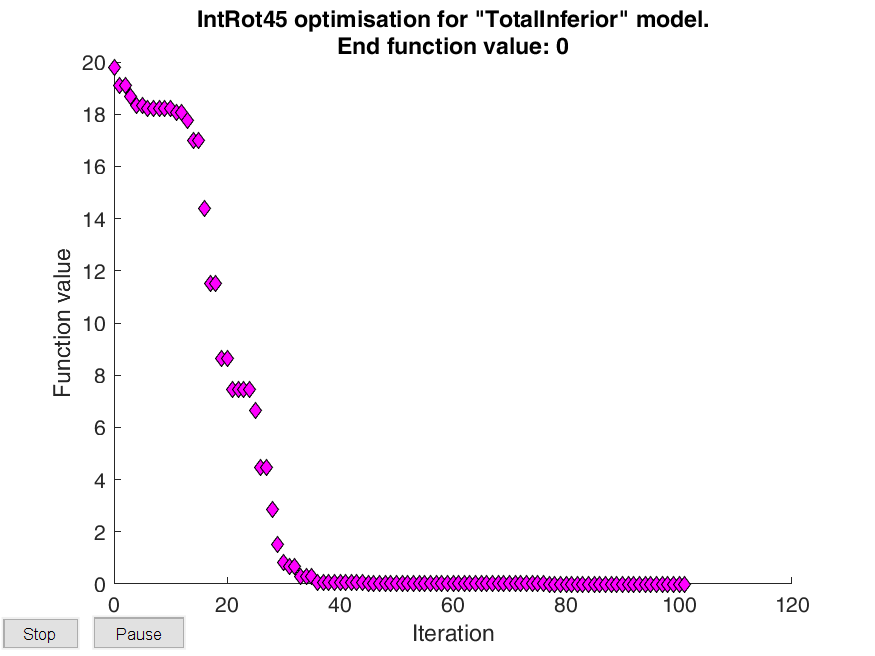 IntRot45 optimisation for "TotalInferior" model.
End function value: 0
20
18
16
14
12
10
8
6
4
2
0
Function value
0 20 40 60 80 100 120
Iteration
Stop Pause